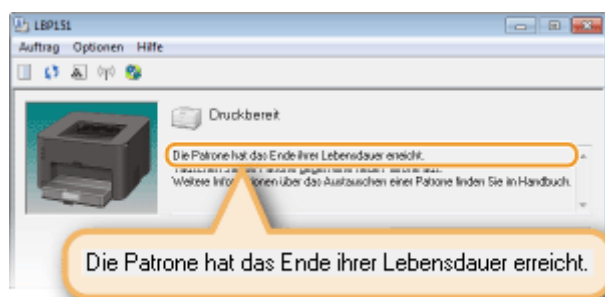 LBP151
Auftrag Optionen Hilfe
Druckbereit
Die Patrone hat das Ende ihrer Lebensdauer erreicht.
Weitere Informationen über das Austauschen einer Patrone finden Sie im Handbuch.
Die Patrone hat das Ende ihrer Lebensdauer erreicht.